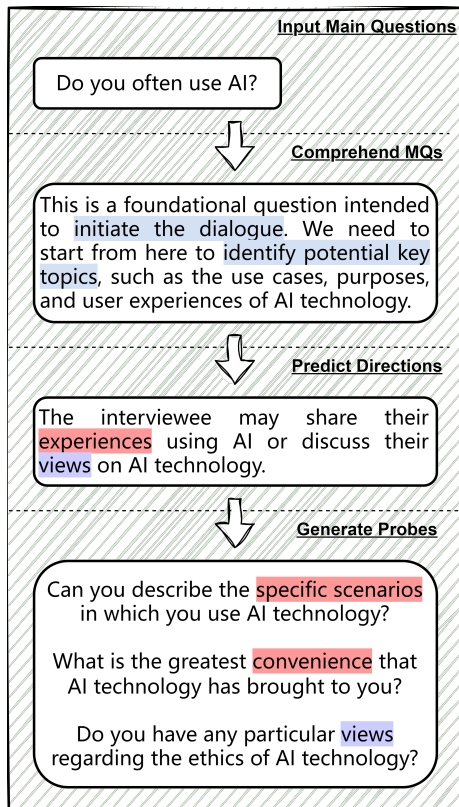 Input Main Questions
Do you often use AI?
Comprehend MQs
This is a foundational question intended
to initiate the dialogue. We need to
start from here to identify potential key
topics, such as the use cases, purposes,
and user experiences of AI technology.
Predict Directions
The interviewee may share their
experiences using AI or discuss their
views on AI technology.
Generate Probes
Can you describe the specific scenarios
in which you use AI technology?
What is the greatest convenience that
AI technology has brought to you?
Do you have any particular views
regarding the ethics of AI technology?